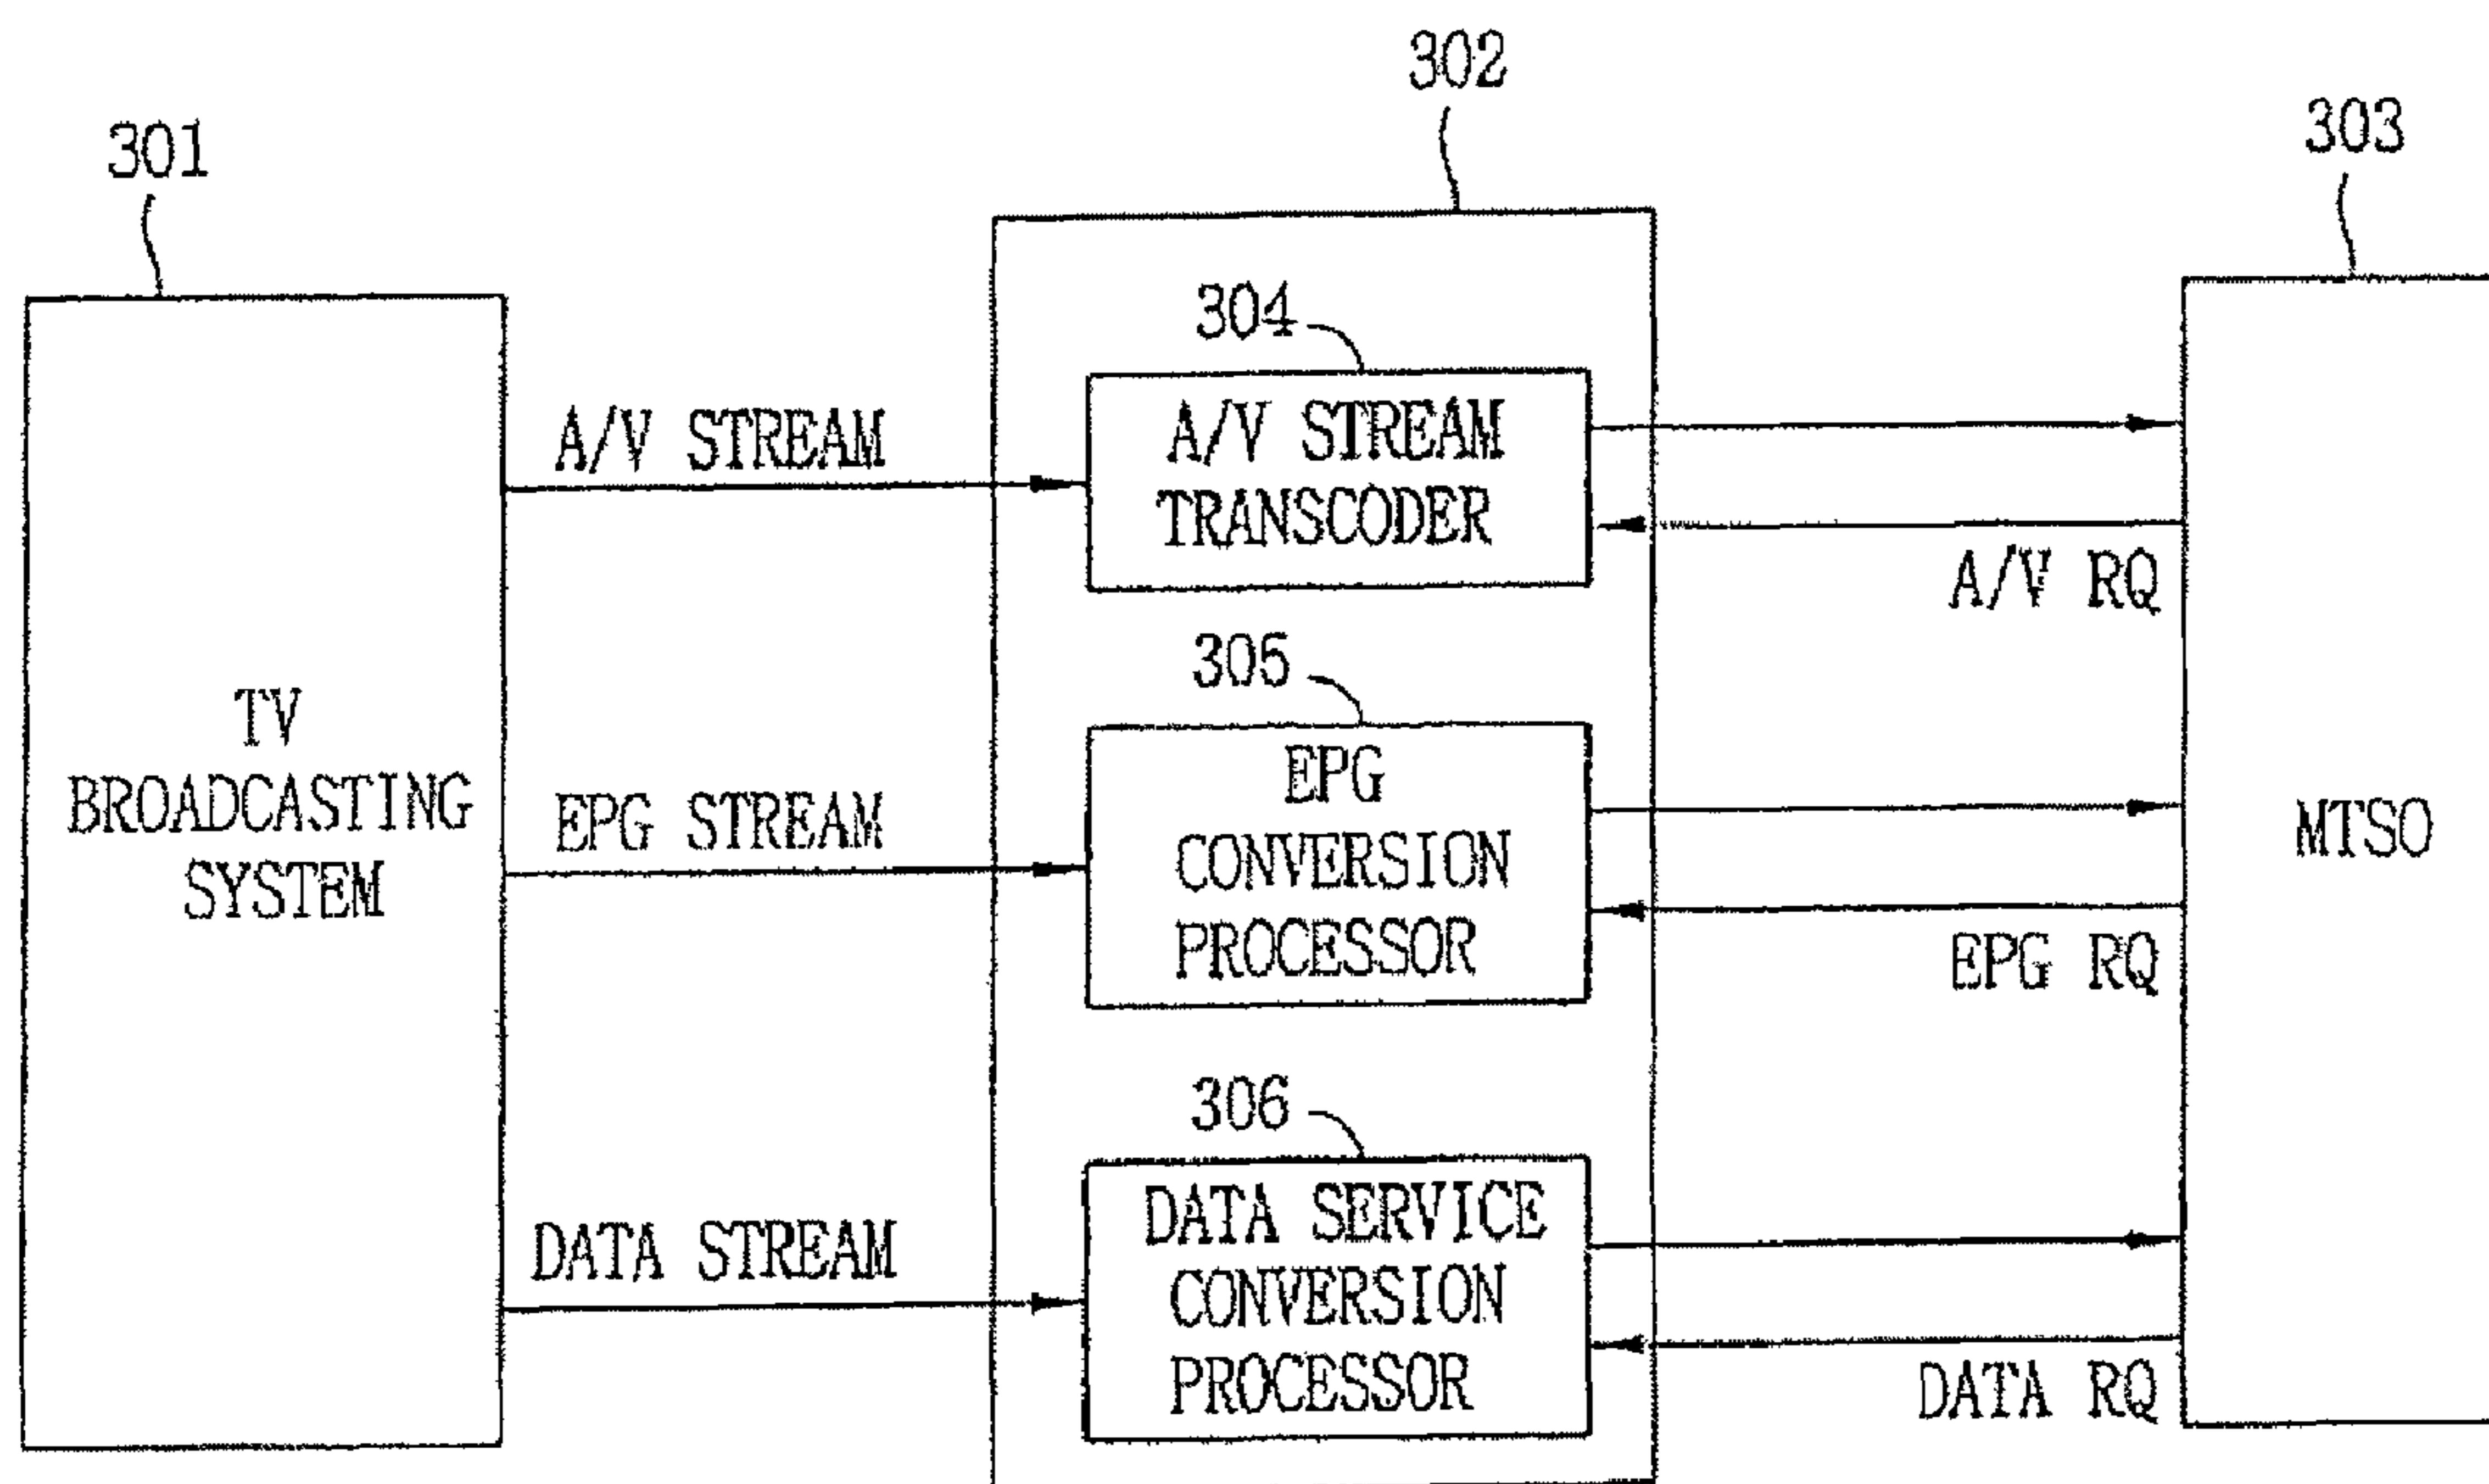 302
303
301
304
A/V STREAM
TRANSCODER
A/V STREAM
A/V RQ
305
TV
BROADCASTING
SYSTEM
EPG STREAM
EPG
CONVERSION
PROCESSOR
MTSO
EPG RQ
306
DATA STREAM
DATA SERVICE
CONVERSION
PROCESSOR
DATA RQ